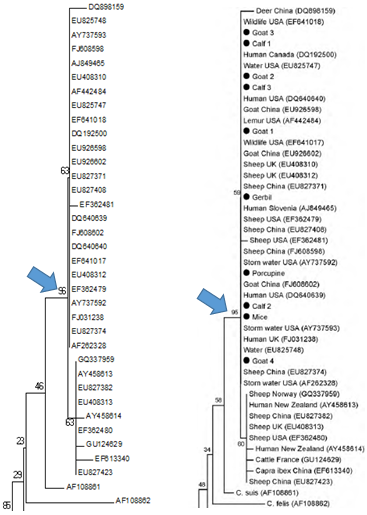 DQ898159
EU825748
AY737593
FJ608598
AJ849465
EU408310
AF442484
EU825747
EF641018
DQ192500
EU926598
EU926602
63
EU827371
EU827408
EF362481
DQ640639
FJ608602
DQ640640
EF641017
EU408312
96
EF362479
AY737592
FJ031238
EU827374
AF262328
GQ337959
AY458613
EU827382
46
EU408313
AY458614
63
EF362480
23
GU124629
EF613340
29
EU827423
AF108861
86
AF108862
Deer China (DQ898159)
Wildlife USA (EF641018)
Goat 3
Calf 1
Human Canada (DQ192500)
Water USA (EU825747)
Goat 2
Calf 3
Human USA (DQ640640)
Goat China (EU926598)
Lemur USA (AF442484)
Goat 1
Wildlife USA (EF641017)
Goat China (EU926602)
Sheep UK (EU408310)
Sheep UK (EU408312)
Sheep China (EU827371)
59
Gerbil
Human Slovenia (AJ849465)
Sheep USA (EF362479)
Sheep China (EU827408)
Sheep USA (EF362481)
Sheep China (FJ608598)
Storm water USA (AY737592)
Porcupine
Goat China (FJ608602)
Human USA (DQ640639)
Calf 2
96
Mice
Storm water USA (AY737593)
Human UK (FJ031238)
Water (EU825748)
Goat 4
Sheep China (EU827374)
Storm water USA (AF262328)
Sheep Norway (GQ337959)
58
Human New Zealand (AY458613)
Sheep China (EU827382)
Sheep UK (EU408313)
Sheep USA (EF362480)
60
Human New Zealand (AY458614)
34
Cattle France (GU124629)
Capra ibex China (EF613340)
Sheep China (EU827423)
48
C. suis (AF108861)
C. felis (AF108862)